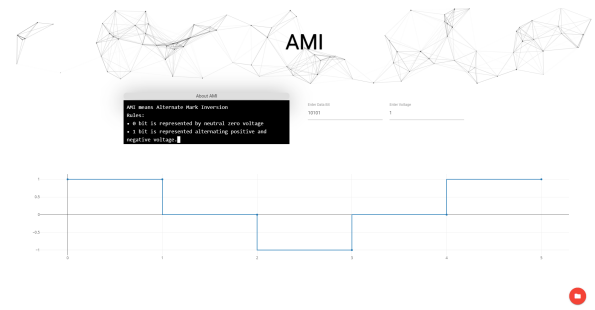 AMI
About AMI
AMI means Alternate Mark Inversion
Rules:
• 0 bit is represented by neutral zero voltage
• 1 bit is represented alternating positive and
negative voltage.
Enter Data Bit
10101
Enter Voltage
1
1
0.5
0
−0.5
−1
0
1
2
3
4
5